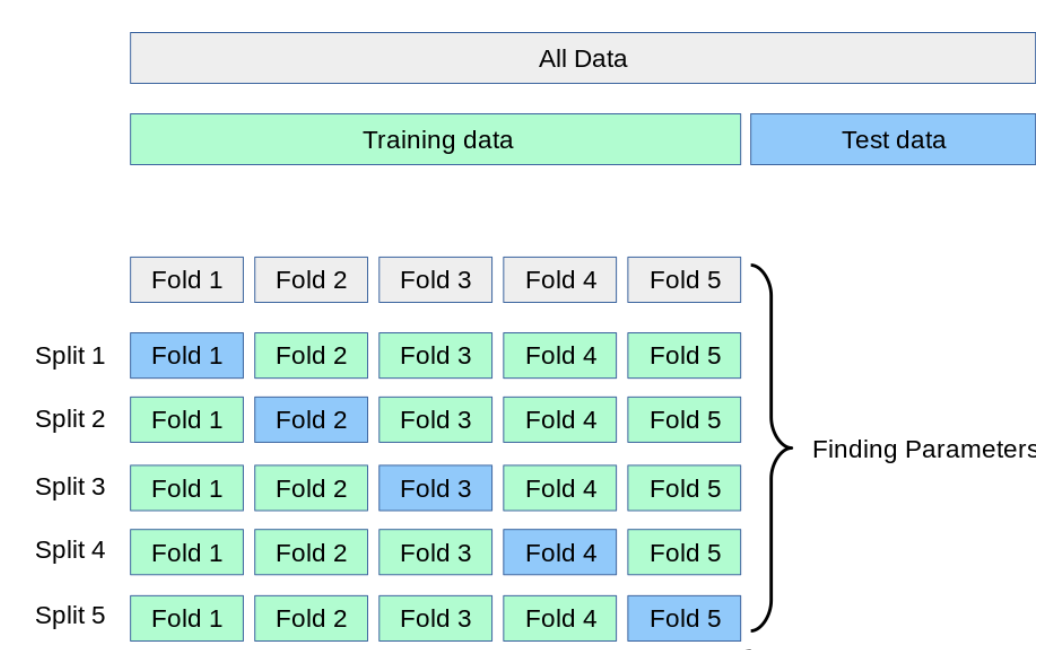 All Data
Training data Test data
Fold 1 Fold 2 Fold 3 Fold 4 Fold 5
Split 1 Fold 1 Fold 2 Fold 3 Fold 4 Fold 5
Split 2 Fold 1 Fold 2 Fold 3 Fold 4 Fold 5
Finding Parameters
Split 3 Fold 1 Fold 2 Fold 3 Fold 4 Fold 5
Split 4 Fold 1 Fold 2 Fold 3 Fold 4 Fold 5
Split 5 Fold 1 Fold 2 Fold 3 Fold 4 Fold 5